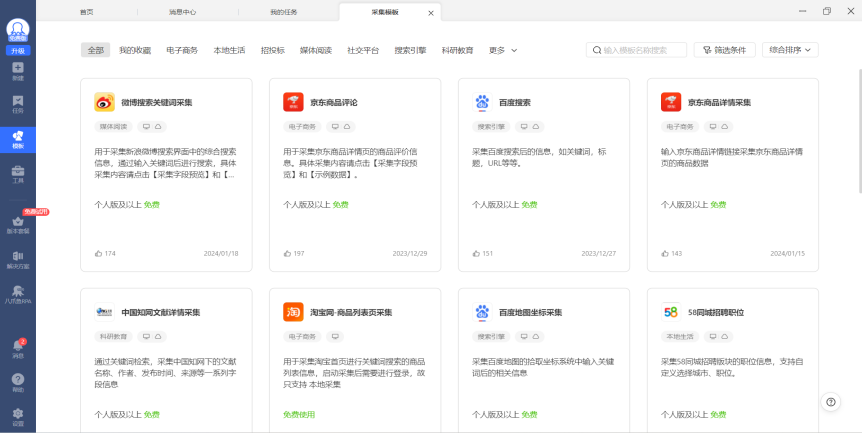 首页
消息中心
我的任务
采集模板
免费版
升级
新建
任务
模板
工具
免费试用
版本套餐
解决方案
八爪鱼RPA
2
消息
帮助
设置
全部 我的收藏 电子商务 本地生活 招投标 媒体阅读 社交平台 搜索引擎 科研教育 更多
输入模板名称搜索
筛选条件
综合排序
微博搜索关键词采集
媒体阅读
用于采集新浪微博搜索界面中的综合搜索
信息，通过输入关键词后进行搜索，具体
采集内容请点击【采集字段预览】和【...
个人版及以上 免费
174
2024/01/18
京东商品评论
电子商务
用于采集京东商品详情页的商品评价信
息。具体采集内容请点击【采集字段预
览】和【示例数据】。
个人版及以上 免费
197
2023/12/29
百度搜索
搜索引擎
采集百度搜索后的信息，如关键词，标
题，URL等等。
个人版及以上 免费
151
2023/12/27
京东商品详情采集
电子商务
输入京东商品详情链接采集京东商品详情
页的商品数据
个人版及以上 免费
143
2024/01/15
中国知网文献详情采集
科研教育
通过关键词检索，采集中国知网下的文献
名称、作者、发布时间、来源等一系列字
段信息
个人版及以上 免费
淘
淘宝网-商品列表页采集
电子商务
用于采集淘宝首页进行关键词搜索的商品
列表信息，启动采集后需要进行登录，故
只支持 本地采集
免费使用
百度地图坐标采集
搜索引擎
采集百度地图的拾取坐标系统中输入关键
词后的相关信息
个人版及以上 免费
58
58同城招聘职位
本地生活
采集58同城招聘版块的职位信息，支持自
定义选择城市、职位。
个人版及以上 免费